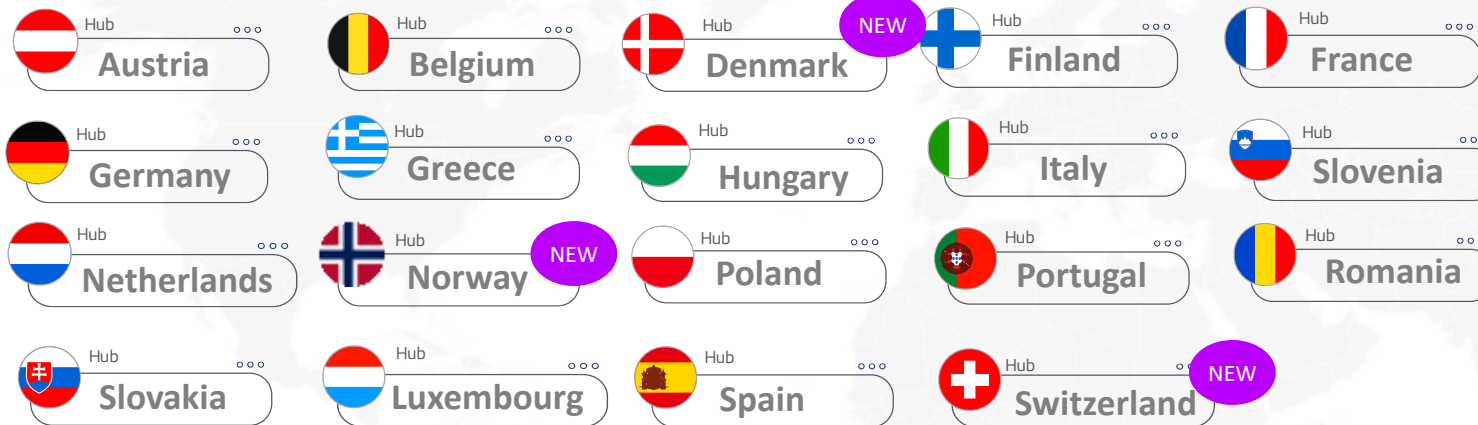 Hub
Austria
Hub
Belgium
Hub
Denmark
NEW
Hub
Finland
Hub
France
Hub
Germany
Hub
Greece
Hub
Hungary
Hub
Italy
Hub
Slovenia
Hub
Netherlands
Hub
Norway
NEW
Hub
Poland
Hub
Portugal
Hub
Romania
Hub
Slovakia
Hub
Luxembourg
Hub
Spain
Hub
Switzerland
NEW